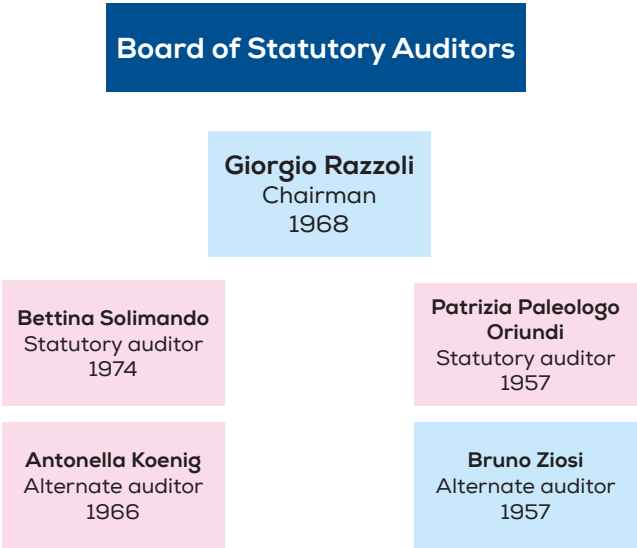 Board of Statutory Auditors
Giorgio Razzoli
Chairman
1968
Bettina Solimando
Statutory auditor
1974
Patrizia Paleologo
Oriundi
Statutory auditor
1957
Antonella Koenig
Alternate auditor
1966
Bruno Ziosi
Alternate auditor
1957